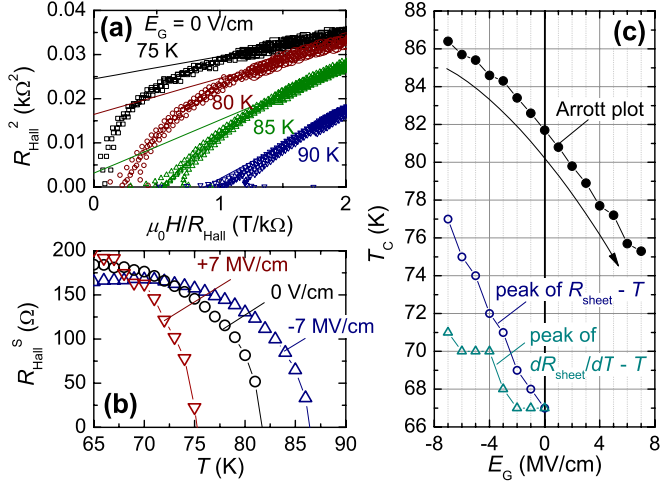 (a)
E_G = 0 V/cm
75 K
80 K
85 K
90 K
0.04
0.03
0.02
0.01
0.00
R_Hall^2 (kΩ^2)
0
1
2
μ_0H/R_Hall (T/kΩ)
(b)
+7 MV/cm
0 V/cm
-7 MV/cm
200
150
100
50
0
R_Hall^S (Ω)
65
70
75
80
85
90
T (K)
(c)
Arrott plot
peak of R_sheet - T
peak of
dR_sheet/dT - T
88
86
84
82
80
78
76
74
72
70
68
66
T_C (K)
-8
-4
0
4
8
E_G (MV/cm)